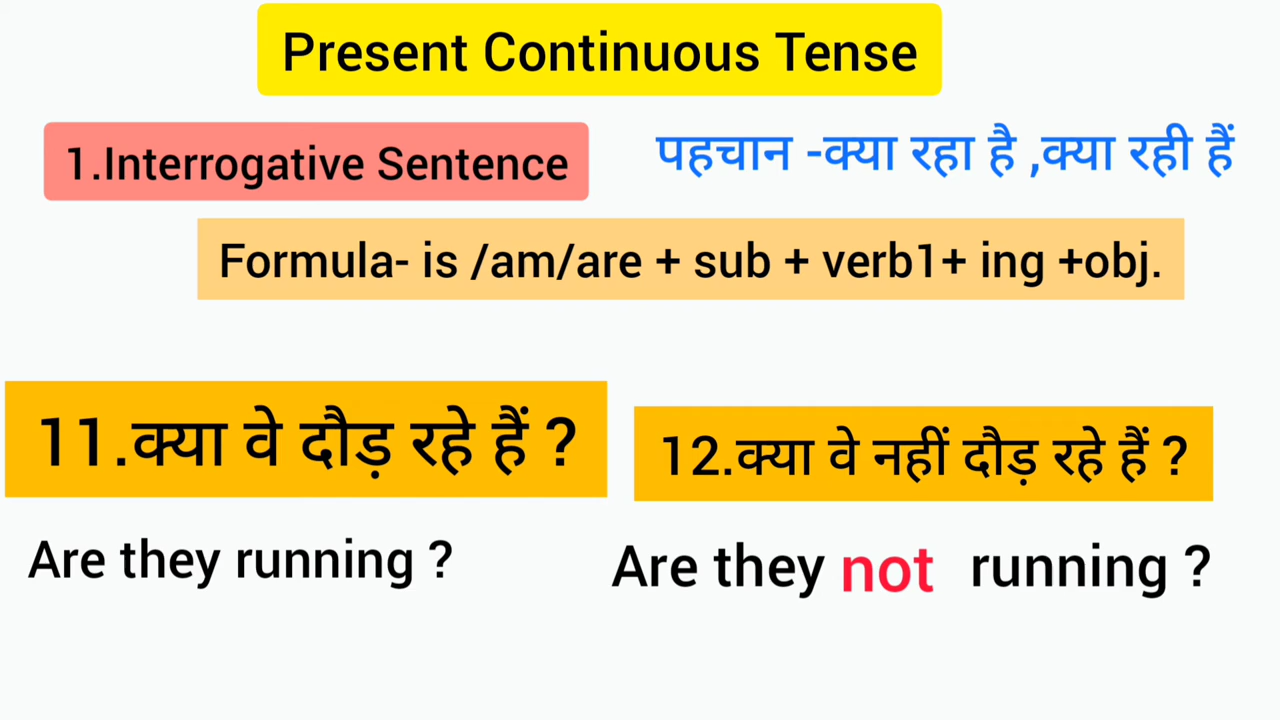 Present Continuous Tense
1.Interrogative Sentence
पहचान -क्या रहा है ,क्या रही हैं
Formula- is /am/are + sub + verb1+ ing +obj.
11.क्या वे दौड़ रहे हैं ?
12.क्या वे नहीं दौड़ रहे हैं ?
Are they running ?
Are they not running ?